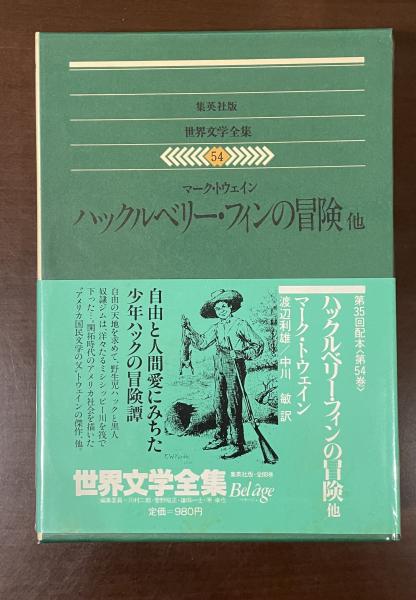 集英社版
世界文学全集
54
マーク・トウェイン
ハックルベリー・フィンの冒険 他
第35回配本〈第54巻〉
ハックルベリー・フィンの冒険 他
マーク・トウェイン
渡辺利雄 中川 敏 訳
自由と人間愛にみちた
少年ハックの冒険譚
自由の天地を求めて、野生児ハックと黒人
奴隷ジムは、洋々たるミシシッピー川を筏で
下った…。開拓時代のアメリカ社会を描いた
“アメリカ国民文学の父”トウェインの傑作、他。
世界文学全集
集英社版・全88巻
Bel âge
定価=980円